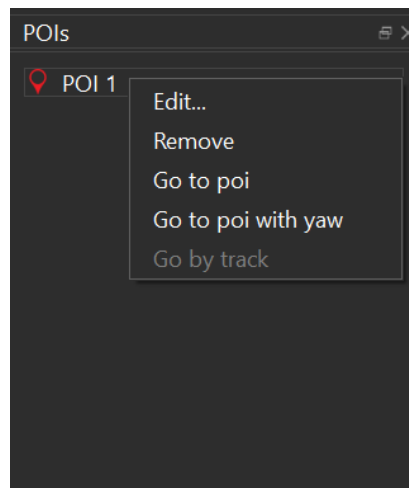 POIs
POI 1
Edit...
Remove
Go to poi
Go to poi with yaw
Go by track